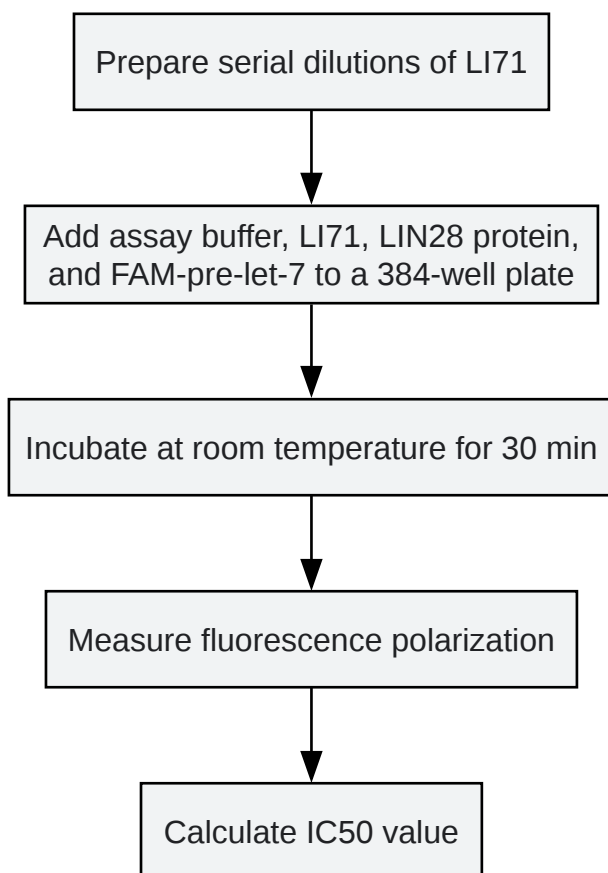 Prepare serial dilutions of LI71
Add assay buffer, LI71, LIN28 protein,
and FAM-pre-let-7 to a 384-well plate
Incubate at room temperature for 30 min
Measure fluorescence polarization
Calculate IC50 value